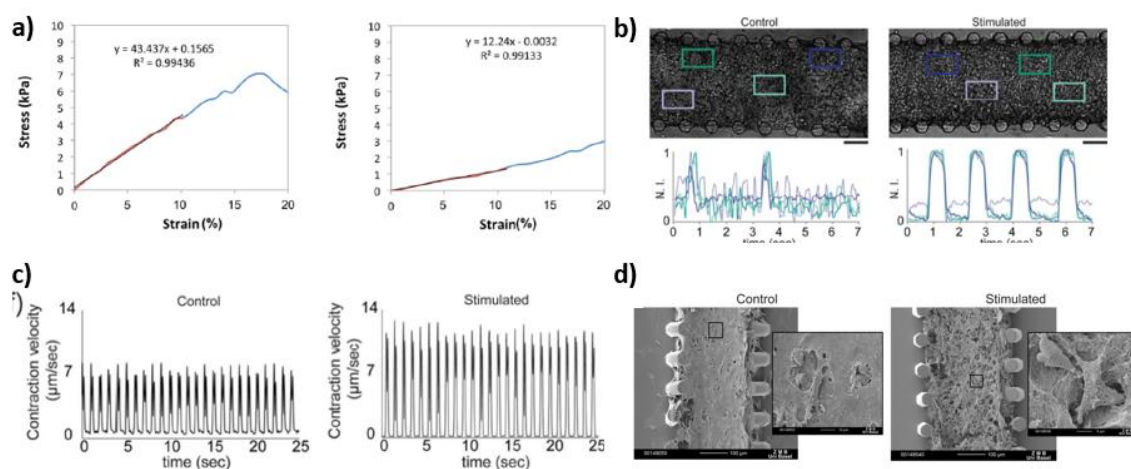 a)
y = 43.437x + 0.1565
R² = 0.99436
Stress (kPa)
10
9
8
7
6
5
4
3
2
1
0
0 5 10 15 20
Strain(%)
y = 12.24x - 0.0032
R² = 0.99133
Stress (kPa)
10
9
8
7
6
5
4
3
2
1
0
0 5 10 15 20
Strain(%)
b)
Control
Stimulated
N. I.
1
0
0 1 2 3 4 5 6 7
time (sec)
N. I.
1
0
0 1 2 3 4 5 6 7
time (sec)
c)
Control
Contraction velocity
(µm/sec)
14
7
0
0 5 10 15 20 25
time (sec)
Stimulated
Contraction velocity
(µm/sec)
14
7
0
0 5 10 15 20 25
time (sec)
d)
Control
Stimulated
100 µm
Z M B
Uni Basel
100 µm
Z M B
Uni Basel